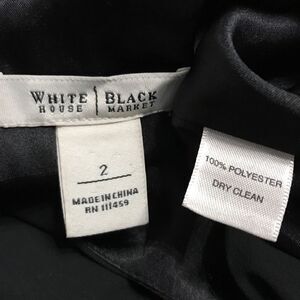 WHITE | BLACK
HOUSE | MARKET
2
MADE IN CHINA
RN 111459
100% POLYESTER
DRY CLEAN